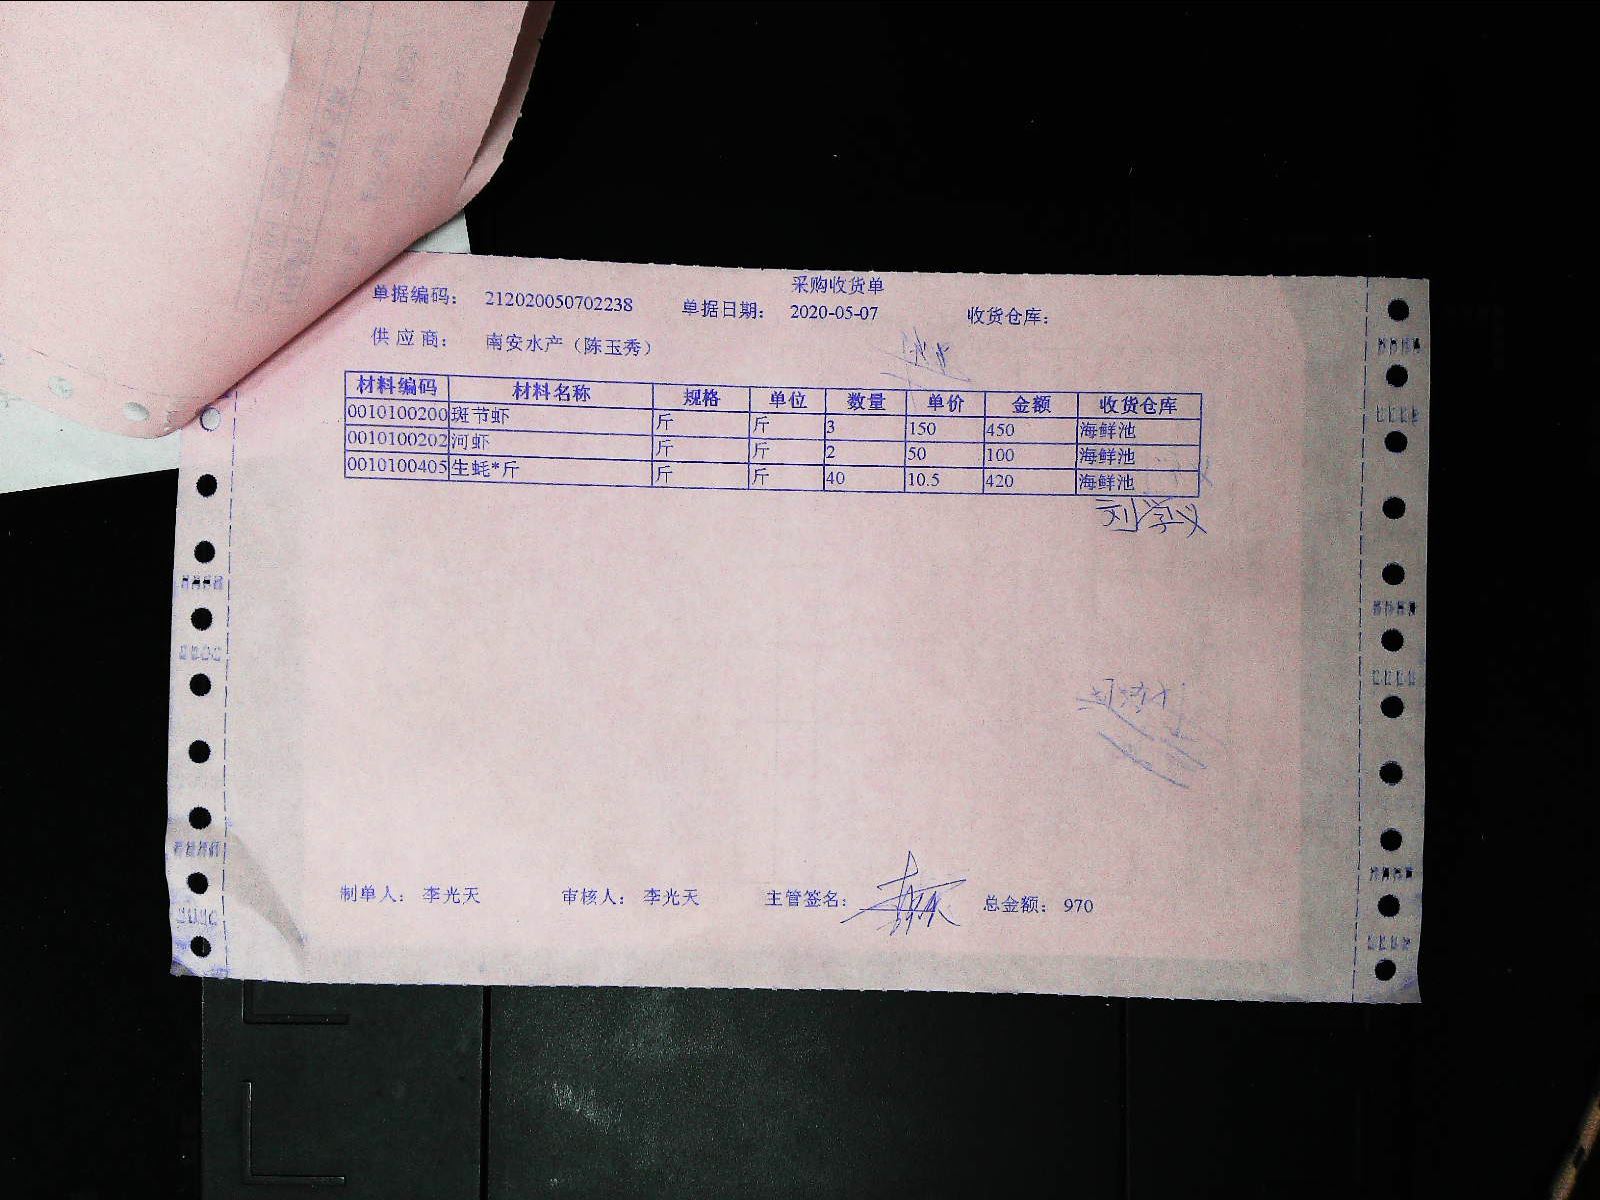 采购收货单
单据编码： 212020050702238 单据日期： 2020-05-07 收货仓库：
供应商： 南安水产（陈玉秀）
材料编码 材料名称 规格 单位 数量 单价 金额 收货仓库
0010100200 斑节虾 斤 斤 3 150 450 海鲜池
0010100202 河虾 斤 斤 2 50 100 海鲜池
0010100405 生蚝*斤 斤 斤 40 10.5 420 海鲜池
制单人： 李光天 审核人： 李光天 主管签名： 总金额： 970